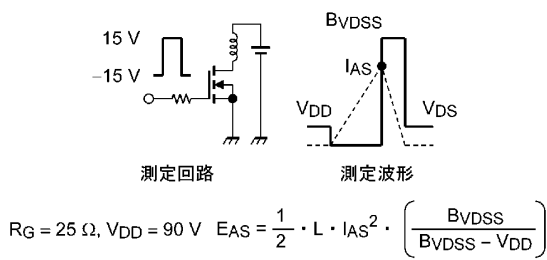 15 V
−15 V
BVDSS
IAS
VDD
VDS
測定回路
測定波形
RG = 25 Ω, VDD = 90 V EAS = 1/2 · L · IAS² · (BVDSS / (BVDSS − VDD))